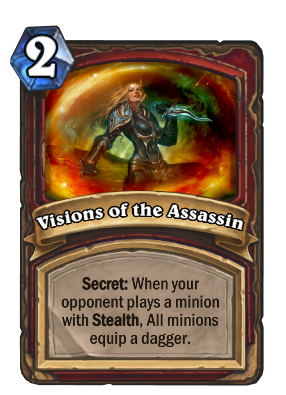 2
Visions of the Assassin
Secret: When your
opponent plays a minion
with Stealth, All minions
equip a dagger.